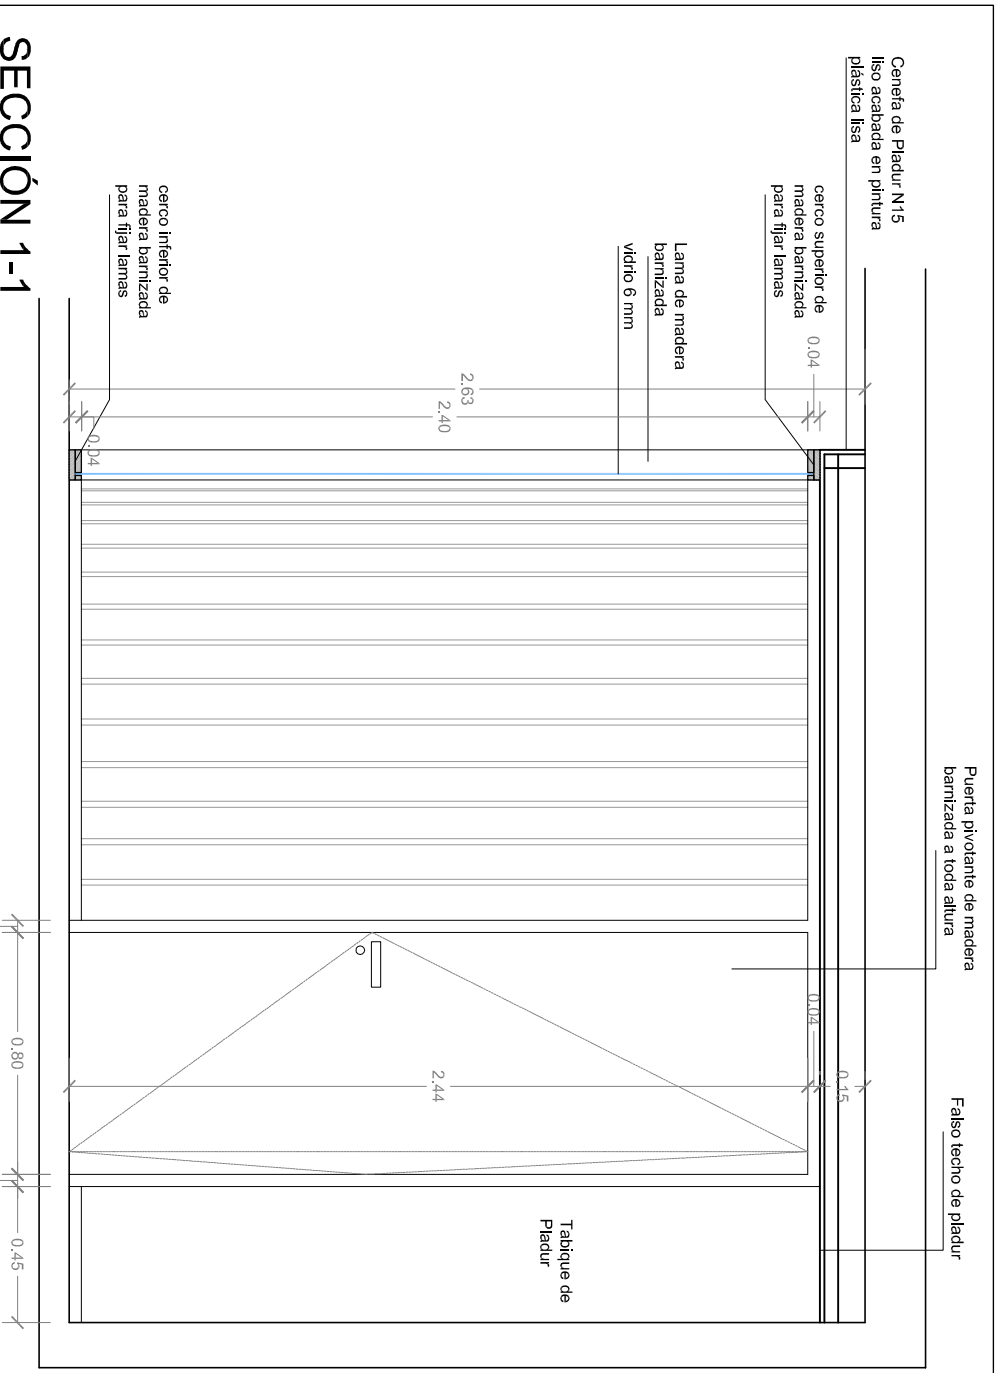 Cenefa de Pladur N15
liso acabada en pintura
plástica lisa
cerco superior de
madera barnizada
para fijar lamas
Lama de madera
barnizada
vidrio 6 mm
cerco inferior de
madera barnizada
para fijar lamas
0.04
2.63
2.40
0.04
Puerta pivotante de madera
barnizada a toda altura
Falso techo de pladur
0.04
0.15
2.44
Tabique de
Pladur
0.80
0.45
SECCIÓN 1-1